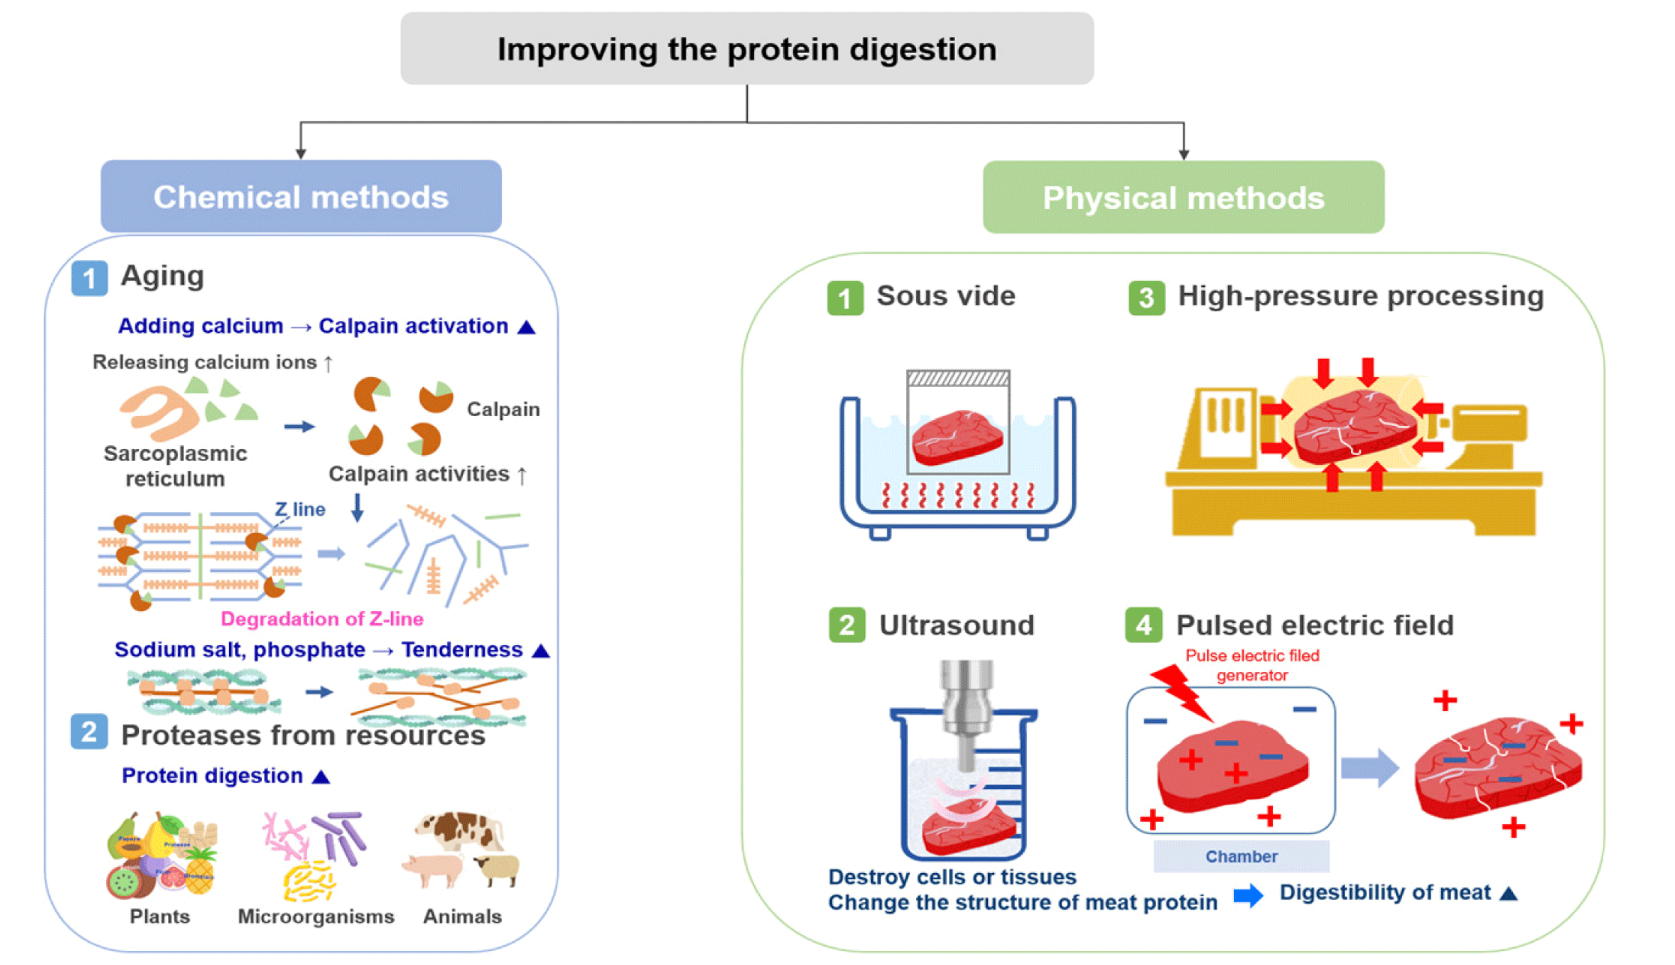 Improving the protein digestion
Chemical methods
1 Aging
Adding calcium → Calpain activation ▲
Releasing calcium ions ↑
Calpain
Sarcoplasmic
reticulum
Calpain activities ↑
Z line
Degradation of Z-line
Sodium salt, phosphate → Tenderness ▲
2 Proteases from resources
Protein digestion ▲
Plants
Microorganisms
Animals
Physical methods
1 Sous vide
3 High-pressure processing
2 Ultrasound
4 Pulsed electric field
Pulse electric filed
generator
Chamber
Destroy cells or tissues
Change the structure of meat protein
Digestibility of meat ▲